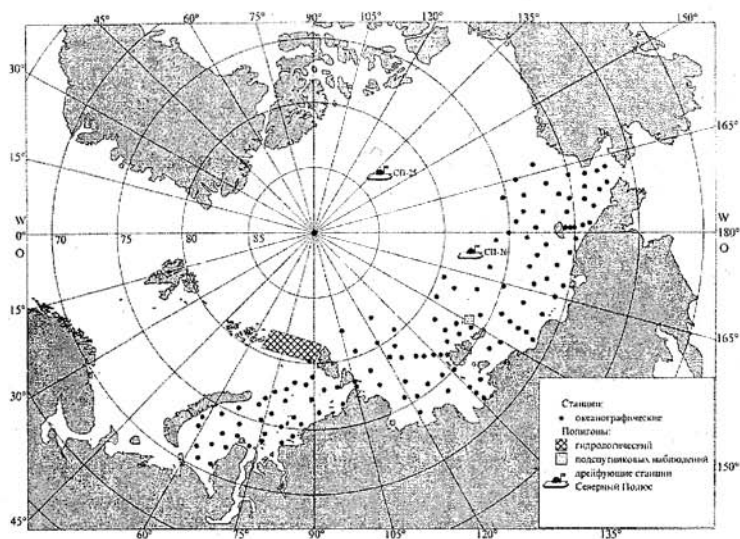 45° 60° 75° 90° 105° 120° 135° 150°
30°
15°
165°
СП-25
W
0°
O
70 75 80 85
W
180°
O
СП-26
15°
30°
45°
165°
150°
60° 75° 90° 105° 120° 135°
Станции:
океанографические
Полигоны:
гидрологический
подспутниковых наблюдений
дрейфующие станции
Северный Полюс